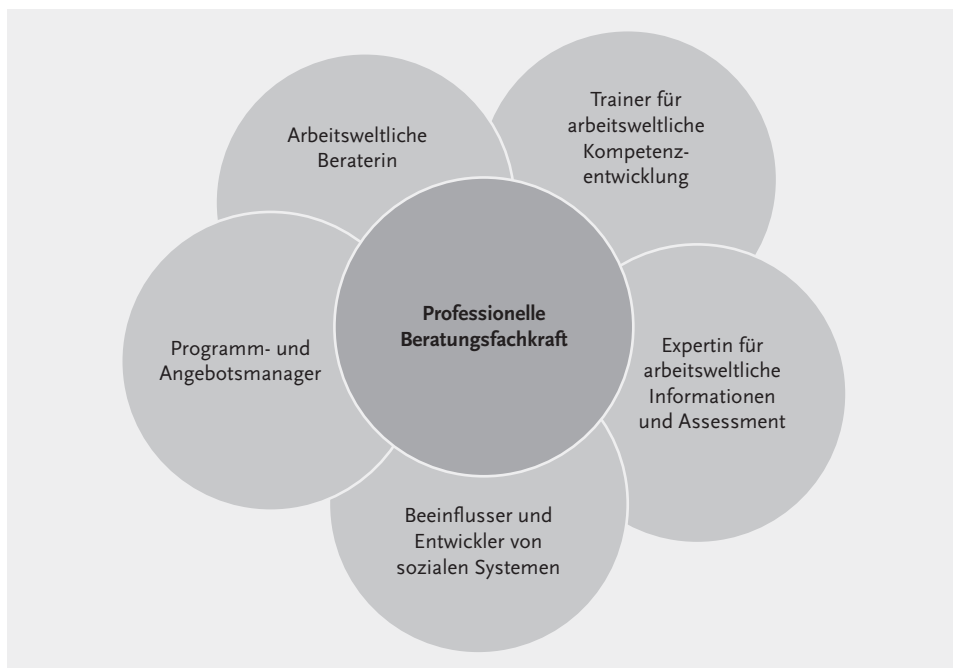 Arbeitsweltliche
Beraterin
Trainer für
arbeitsweltliche
Kompetenz-
entwicklung
Professionelle
Beratungsfachkraft
Programm- und
Angebotsmanager
Expertin für
arbeitsweltliche
Informationen
und Assessment
Beeinflusser und
Entwickler von
sozialen Systemen